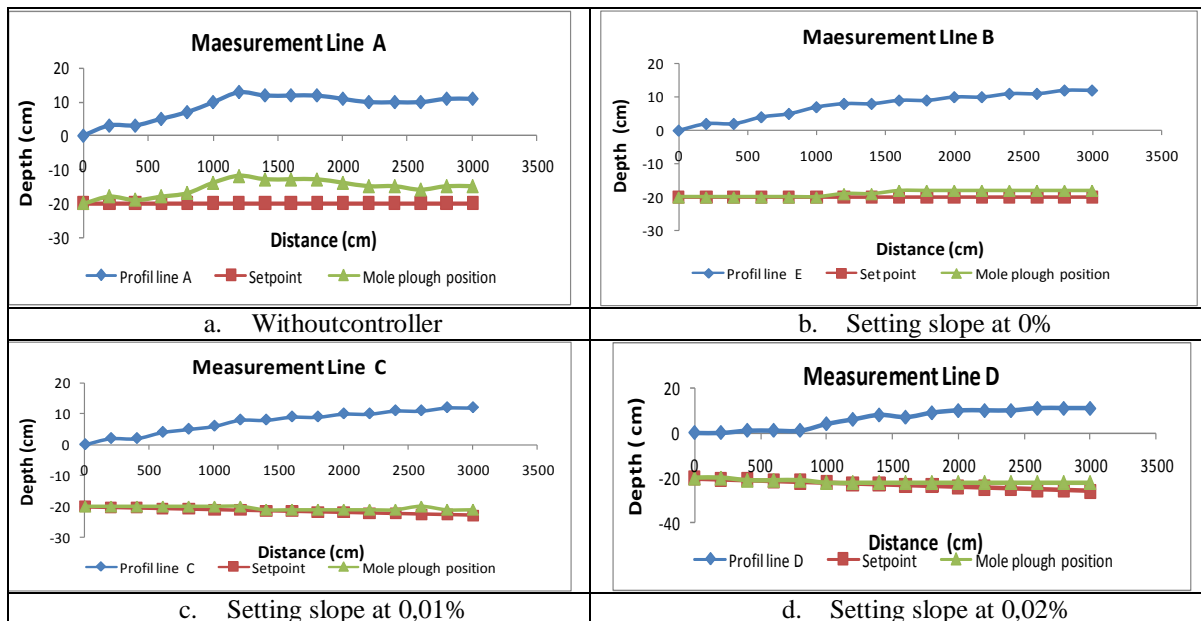 Maesurement Line A
Depth (cm)
20
10
0
-10
-20
-30
0 500 1000 1500 2000 2500 3000 3500
Distance (cm)
Profil line A Setpoint Mole plough position
Maesurement LIne B
Depth (cm)
20
10
0
-10
-20
-30
0 500 1000 1500 2000 2500 3000 3500
Distance (cm)
Profil line E Set point Mole plough position
a. Withoutcontroller
b. Setting slope at 0%
Measurement Line C
Depth (cm)
20
10
0
-10
-20
-30
0 500 1000 1500 2000 2500 3000 3500
Distance (cm)
Profil line C Setpoint Mole plough position
Measurement Line D
Depth ( cm)
20
0
-20
-40
0 500 1000 1500 2000 2500 3000 3500
Distance (cm)
Profil line D Setpoint Mole plough position
c. Setting slope at 0,01%
d. Setting slope at 0,02%